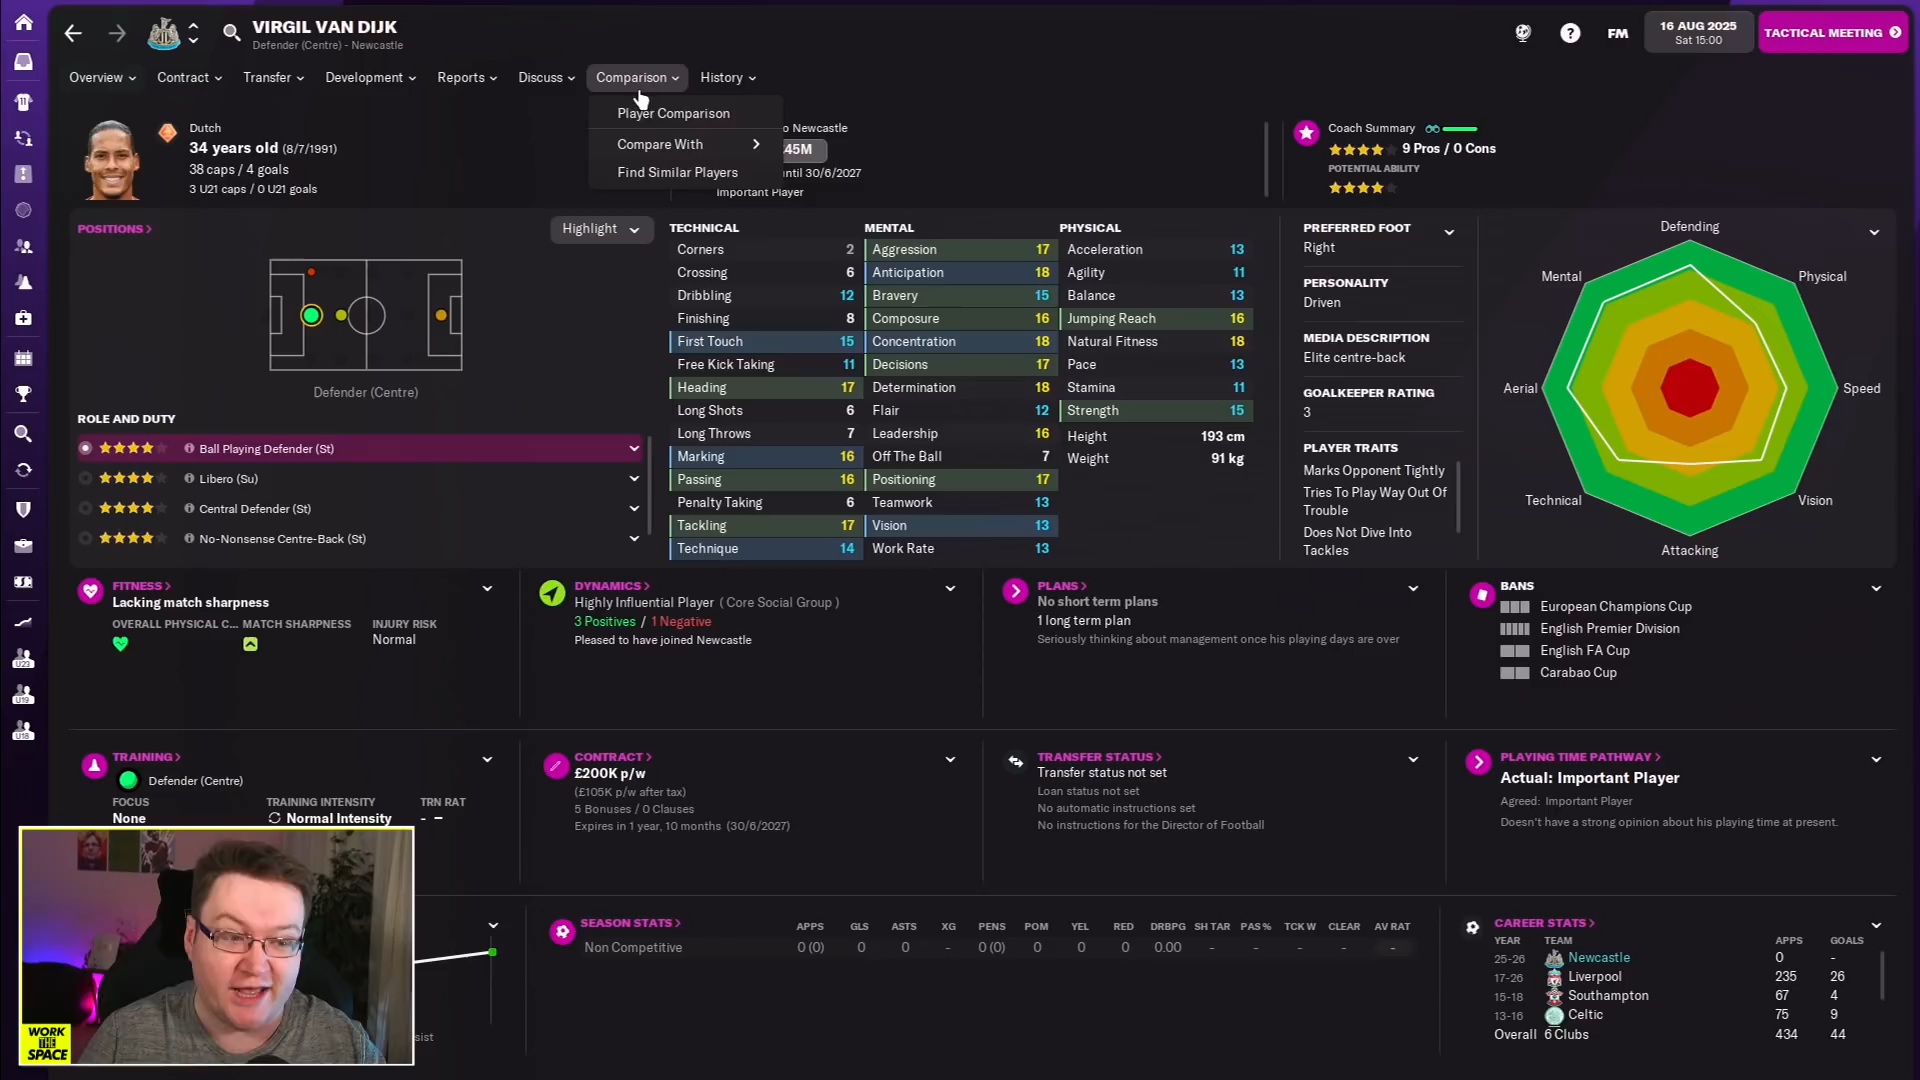 VIRGIL VAN DIJK
Defender (Centre) - Newcastle
FM
16 AUG 2025
Sat 15:00
TACTICAL MEETING
Overview
Contract
Transfer
Development
Reports
Discuss
Comparison
History
Player Comparison
Compare With
Find Similar Players
Dutch
34 years old (8/7/1991)
38 caps / 4 goals
3 U21 caps / 0 U21 goals
o Newcastle
45M
until 30/6/2027
Important Player
Coach Summary
9 Pros / 0 Cons
POTENTIAL ABILITY
POSITIONS
Highlight
Defender (Centre)
ROLE AND DUTY
Ball Playing Defender (St)
Libero (Su)
Central Defender (St)
No-Nonsense Centre-Back (St)
TECHNICAL
Corners 2
Crossing 6
Dribbling 12
Finishing 8
First Touch 15
Free Kick Taking 11
Heading 17
Long Shots 6
Long Throws 7
Marking 16
Passing 16
Penalty Taking 6
Tackling 17
Technique 14
MENTAL
Aggression 17
Anticipation 18
Bravery 15
Composure 16
Concentration 18
Decisions 17
Determination 18
Flair 12
Leadership 16
Off The Ball 7
Positioning 17
Teamwork 13
Vision 13
Work Rate 13
PHYSICAL
Acceleration 13
Agility 11
Balance 13
Jumping Reach 16
Natural Fitness 18
Pace 13
Stamina 11
Strength 15
Height 193 cm
Weight 91 kg
PREFERRED FOOT
Right
PERSONALITY
Driven
MEDIA DESCRIPTION
Elite centre-back
GOALKEEPER RATING
3
PLAYER TRAITS
Marks Opponent Tightly
Tries To Play Way Out Of
Trouble
Does Not Dive Into
Tackles
Defending
Mental
Physical
Aerial
Speed
Technical
Vision
Attacking
FITNESS
Lacking match sharpness
OVERALL PHYSICAL C... MATCH SHARPNESS INJURY RISK
Normal
DYNAMICS
Highly Influential Player ( Core Social Group )
3 Positives / 1 Negative
Pleased to have joined Newcastle
PLANS
No short term plans
1 long term plan
Seriously thinking about management once his playing days are over
BANS
European Champions Cup
English Premier Division
English FA Cup
Carabao Cup
TRAINING
Defender (Centre)
FOCUS TRAINING INTENSITY TRN RAT
None Normal Intensity - -
CONTRACT
£200K p/w
(£105K p/w after tax)
5 Bonuses / 0 Clauses
Expires in 1 year, 10 months (30/6/2027)
TRANSFER STATUS
Transfer status not set
Loan status not set
No automatic instructions set
No instructions for the Director of Football
PLAYING TIME PATHWAY
Actual: Important Player
Agreed: Important Player
Doesn't have a strong opinion about his playing time at present.
SEASON STATS APPS GLS ASTS XG PENS POM YEL RED DRBPG SH TAR PAS % TCK W CLEAR AV RAT
Non Competitive 0 (0) 0 0 - 0 (0) 0 0 0 0.00 - - - - -
CAREER STATS
YEAR TEAM APPS GOALS
25-26 Newcastle 0 -
17-26 Liverpool 235 26
15-18 Southampton 67 4
13-16 Celtic 75 9
Overall 6 Clubs 434 44
U23
U19
U18
WORK
THE
SPACE
sist